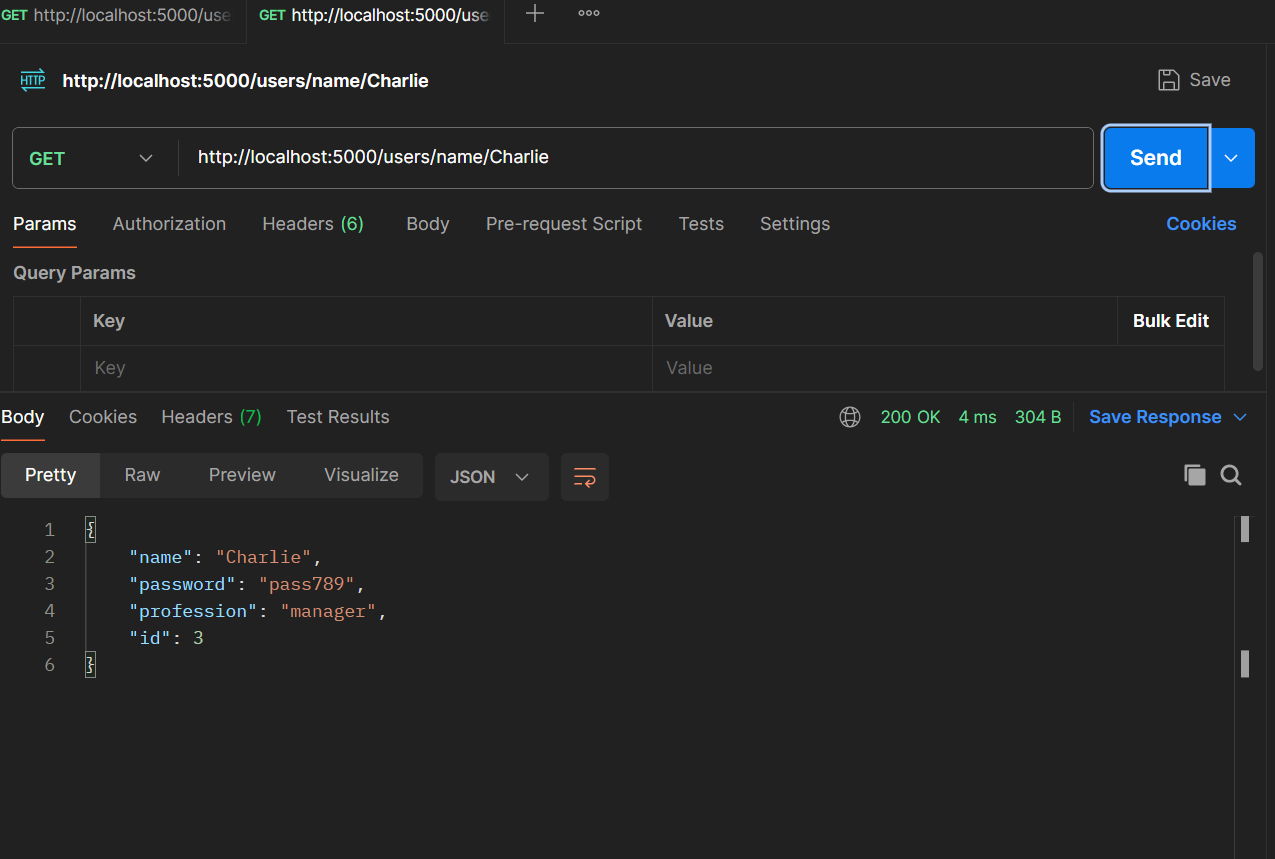 GET http://localhost:5000/use GET http://localhost:5000/use
HTTP http://localhost:5000/users/name/Charlie Save
GET http://localhost:5000/users/name/Charlie Send
Params Authorization Headers (6) Body Pre-request Script Tests Settings Cookies
Query Params
Key Value Bulk Edit
Key Value
Body Cookies Headers (7) Test Results 200 OK 4 ms 304 B Save Response
Pretty Raw Preview Visualize JSON
1 {
2 "name": "Charlie",
3 "password": "pass789",
4 "profession": "manager",
5 "id": 3
6 }